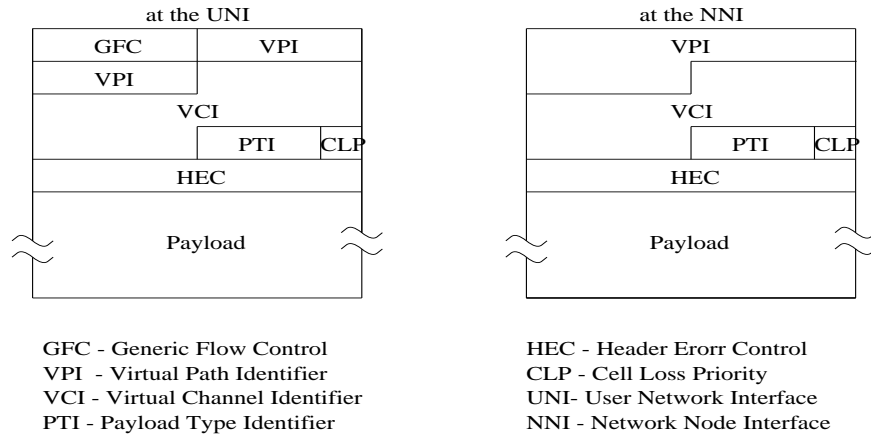 at the UNI
GFC VPI
VPI
VCI
PTI CLP
HEC
Payload
at the NNI
VPI
VCI
PTI CLP
HEC
Payload
GFC - Generic Flow Control
VPI - Virtual Path Identifier
VCI - Virtual Channel Identifier
PTI - Payload Type Identifier
HEC - Header Erorr Control
CLP - Cell Loss Priority
UNI- User Network Interface
NNI - Network Node Interface